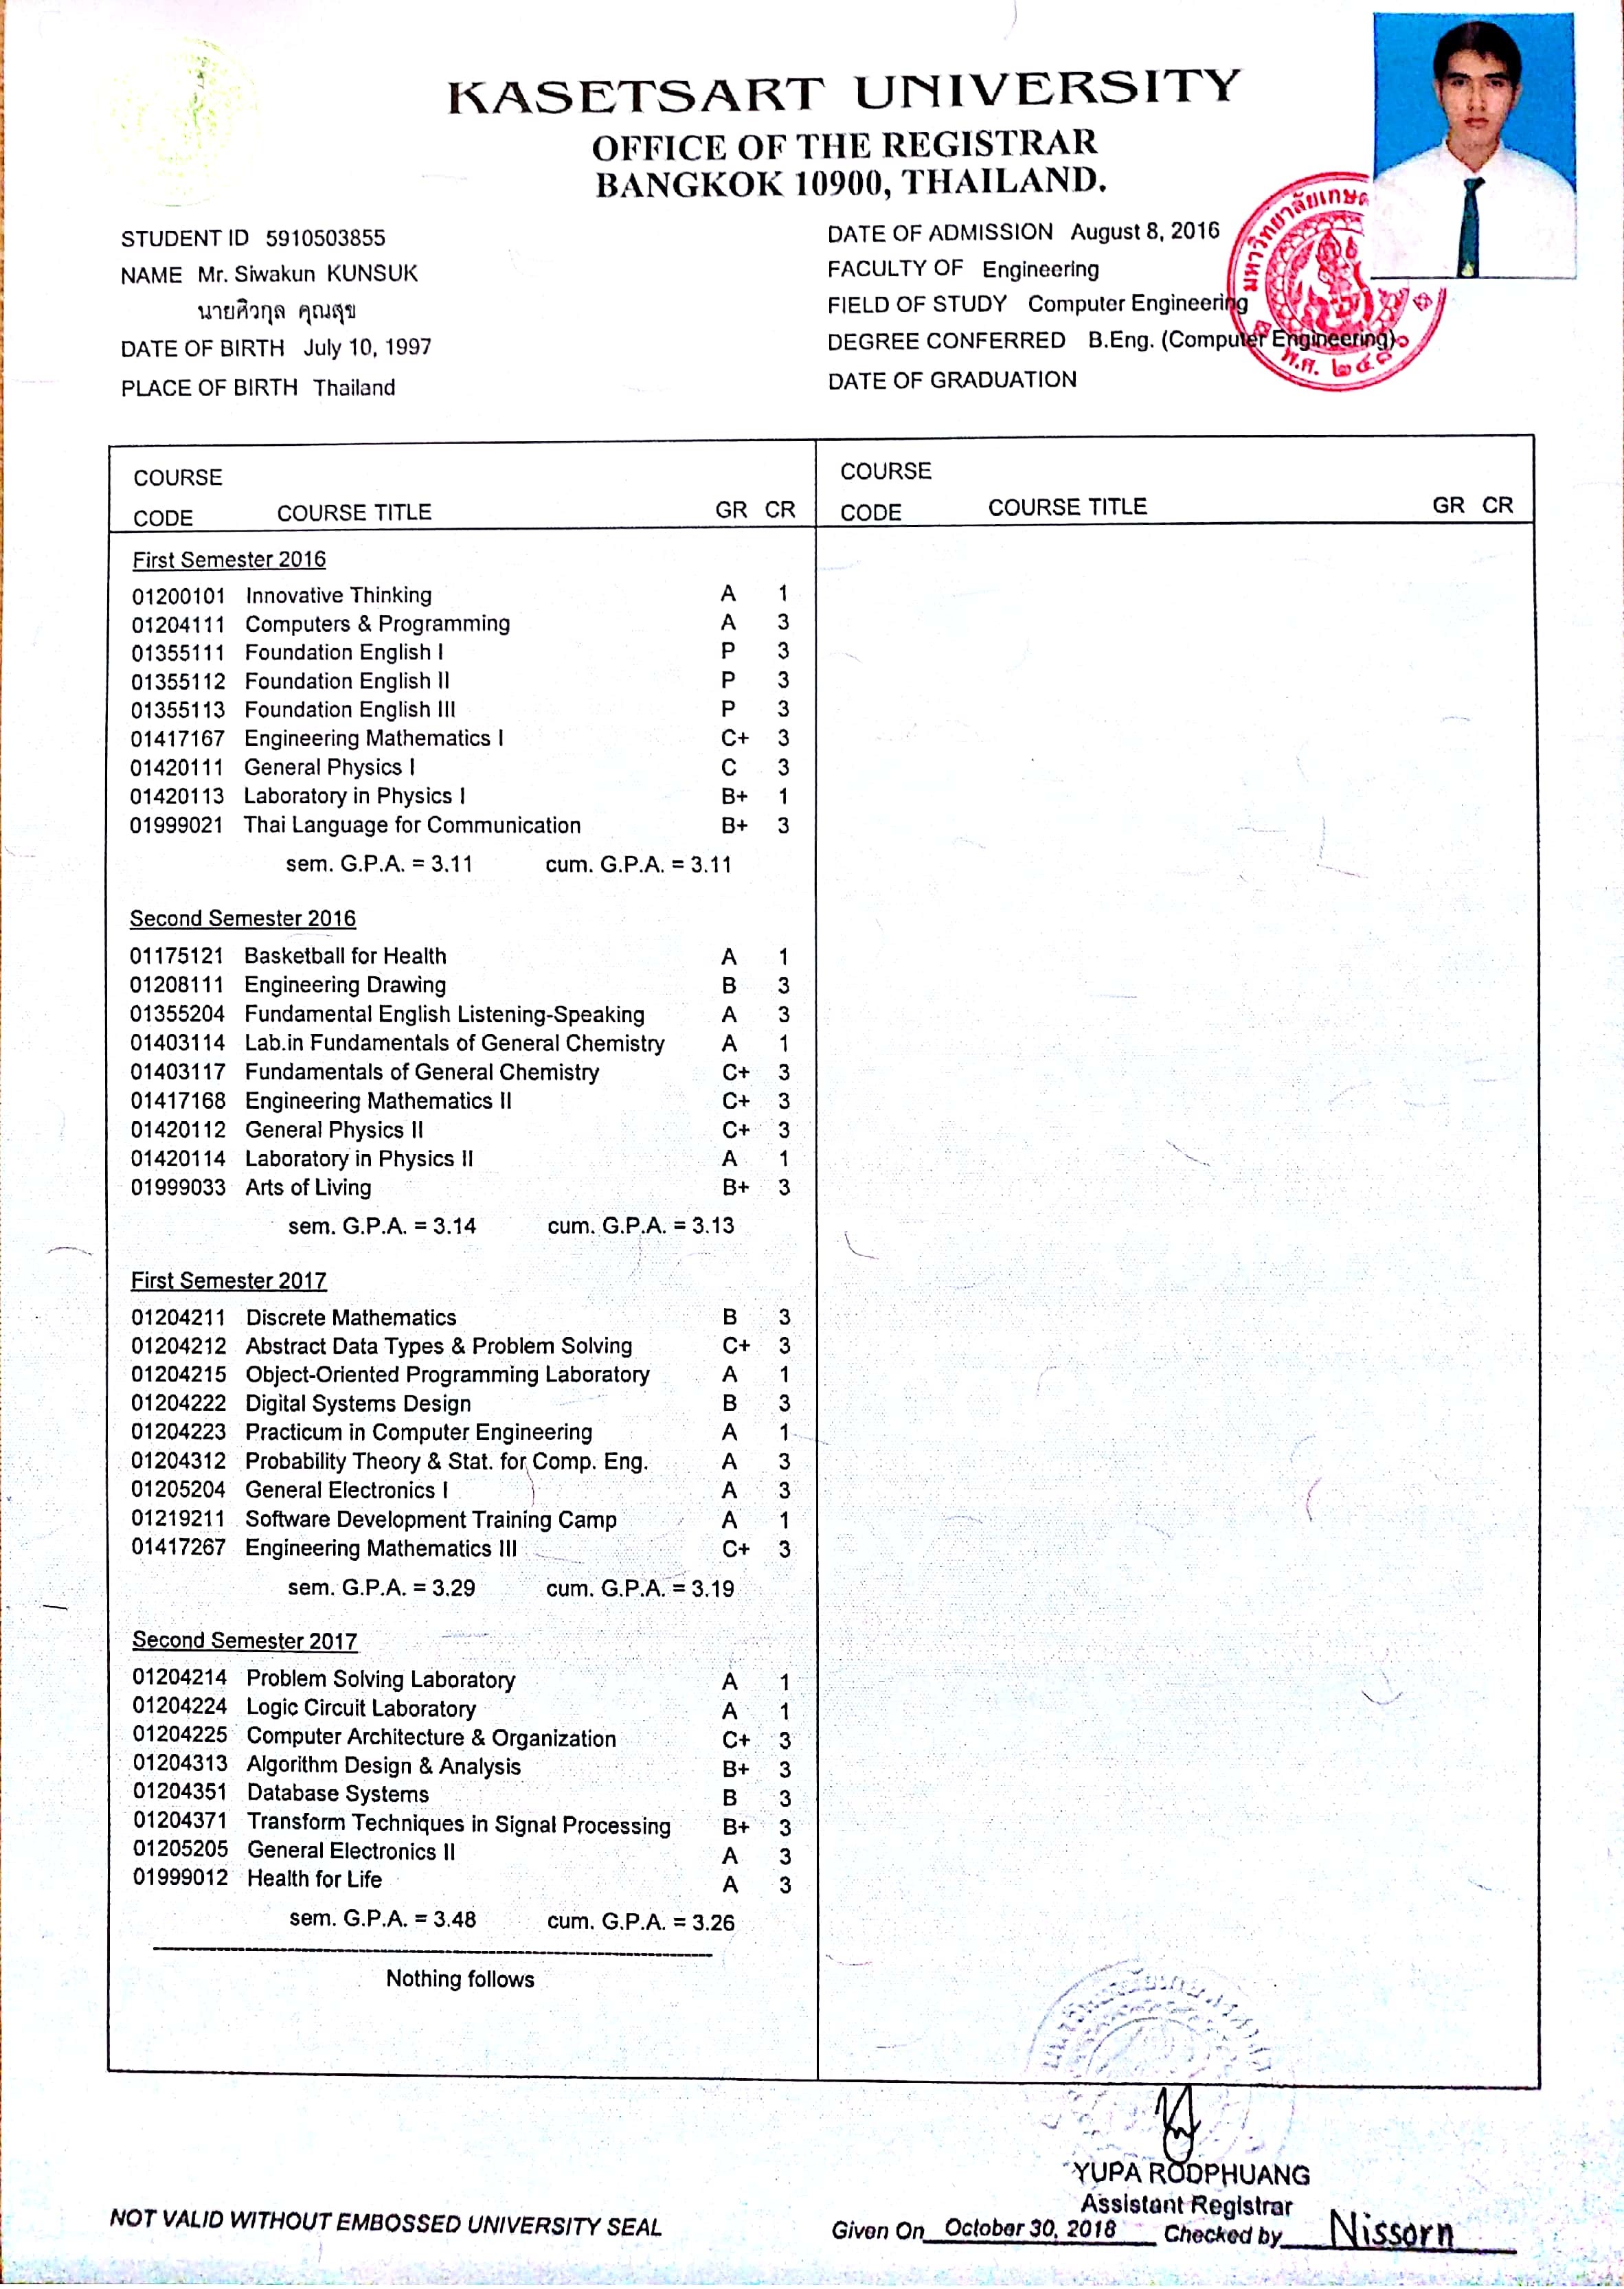 KASETSART UNIVERSITY
OFFICE OF THE REGISTRAR
BANGKOK 10900, THAILAND.
STUDENT ID 5910503855
NAME Mr. Siwakun KUNSUK
นายศิวกุล คุณสุข
DATE OF BIRTH July 10, 1997
PLACE OF BIRTH Thailand
DATE OF ADMISSION August 8, 2016
FACULTY OF Engineering
FIELD OF STUDY Computer Engineering
DEGREE CONFERRED B.Eng. (Computer Engineering)
DATE OF GRADUATION
พ.ศ. ๒๔๘๖
COURSE
CODE COURSE TITLE GR CR
First Semester 2016
01200101 Innovative Thinking A 1
01204111 Computers & Programming A 3
01355111 Foundation English I P 3
01355112 Foundation English II P 3
01355113 Foundation English III P 3
01417167 Engineering Mathematics I C+ 3
01420111 General Physics I C 3
01420113 Laboratory in Physics I B+ 1
01999021 Thai Language for Communication B+ 3
sem. G.P.A. = 3.11 cum. G.P.A. = 3.11
Second Semester 2016
01175121 Basketball for Health A 1
01208111 Engineering Drawing B 3
01355204 Fundamental English Listening-Speaking A 3
01403114 Lab.in Fundamentals of General Chemistry A 1
01403117 Fundamentals of General Chemistry C+ 3
01417168 Engineering Mathematics II C+ 3
01420112 General Physics II C+ 3
01420114 Laboratory in Physics II A 1
01999033 Arts of Living B+ 3
sem. G.P.A. = 3.14 cum. G.P.A. = 3.13
First Semester 2017
01204211 Discrete Mathematics B 3
01204212 Abstract Data Types & Problem Solving C+ 3
01204215 Object-Oriented Programming Laboratory A 1
01204222 Digital Systems Design B 3
01204223 Practicum in Computer Engineering A 1
01204312 Probability Theory & Stat. for Comp. Eng. A 3
01205204 General Electronics I A 3
01219211 Software Development Training Camp A 1
01417267 Engineering Mathematics III C+ 3
sem. G.P.A. = 3.29 cum. G.P.A. = 3.19
Second Semester 2017
01204214 Problem Solving Laboratory A 1
01204224 Logic Circuit Laboratory A 1
01204225 Computer Architecture & Organization C+ 3
01204313 Algorithm Design & Analysis B+ 3
01204351 Database Systems B 3
01204371 Transform Techniques in Signal Processing B+ 3
01205205 General Electronics II A 3
01999012 Health for Life A 3
sem. G.P.A. = 3.48 cum. G.P.A. = 3.26
Nothing follows
COURSE
CODE COURSE TITLE GR CR
YUPA RODPHUANG
Assistant Registrar
NOT VALID WITHOUT EMBOSSED UNIVERSITY SEAL
Given On October 30, 2018 Checked by Nissorn